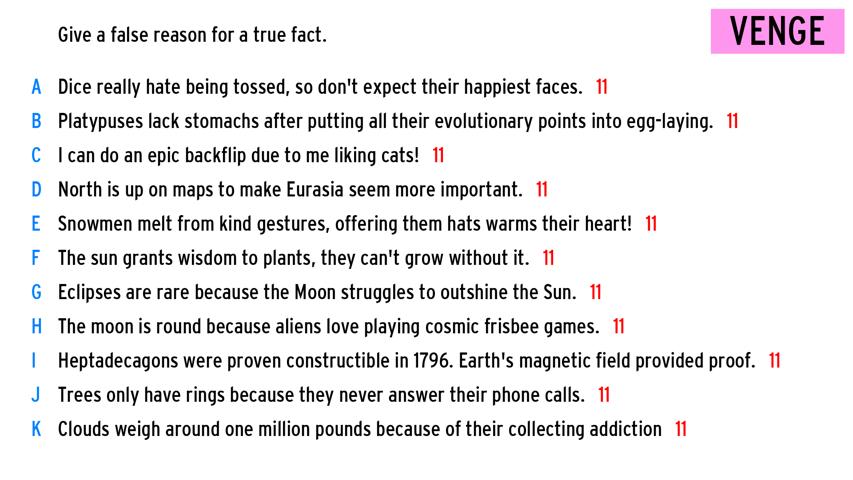 Give a false reason for a true fact.
VENGE
A Dice really hate being tossed, so don't expect their happiest faces. 11
B Platypuses lack stomachs after putting all their evolutionary points into egg-laying. 11
C I can do an epic backflip due to me liking cats! 11
D North is up on maps to make Eurasia seem more important. 11
E Snowmen melt from kind gestures, offering them hats warms their heart! 11
F The sun grants wisdom to plants, they can't grow without it. 11
G Eclipses are rare because the Moon struggles to outshine the Sun. 11
H The moon is round because aliens love playing cosmic frisbee games. 11
I Heptadecagons were proven constructible in 1796. Earth's magnetic field provided proof. 11
J Trees only have rings because they never answer their phone calls. 11
K Clouds weigh around one million pounds because of their collecting addiction 11